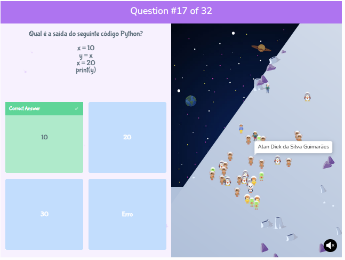 Question #17 of 32
Qual é a saída do seguinte código Python?
x = 10
y = x
x = 20
print(y)
Correct Answer
10
20
30
Erro
Alan Dick da Silva Guimarães